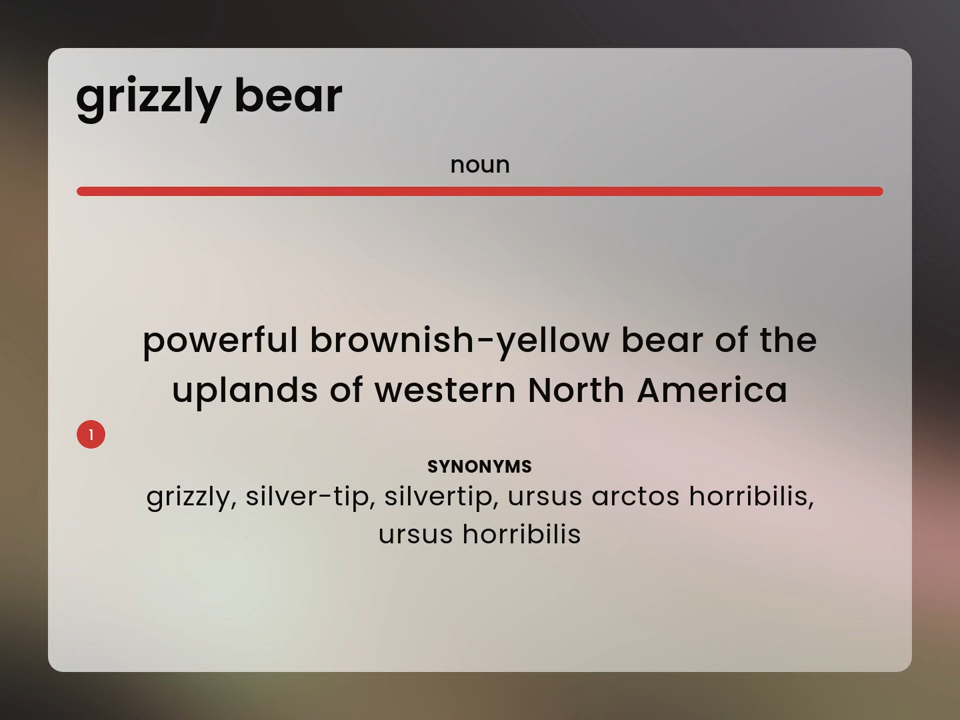 grizzly bear
noun
powerful brownish-yellow bear of the
uplands of western North America
1
SYNONYMS
grizzly, silver-tip, silvertip, ursus arctos horribilis,
ursus horribilis